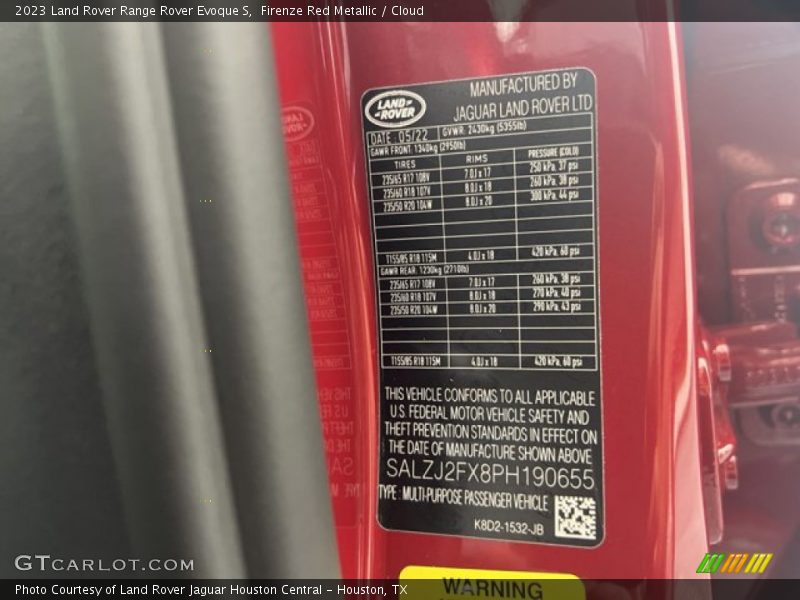 2023 Land Rover Range Rover Evoque S, Firenze Red Metallic / Cloud
LAND-
-ROVER
MANUFACTURED BY
JAGUAR LAND ROVER LTD
DATE : 05/22 GVWR: 2430kg (5355lb)
GAWR FRONT: 1340kg (2950lb)
TIRES RIMS PRESSURE (COLD)
235/65 R17 108V 7.0J x 17 250 kPa, 37 psi
235/60 R18 107V 8.0J x 18 260 kPa, 38 psi
235/50 R20 104W 8.0J x 20 300 kPa, 44 psi
T155/85 R18 115M 4.0J x 18 420 kPa, 60 psi
GAWR REAR: 1230kg (2710lb)
235/65 R17 108V 7.0J x 17 260 kPa, 38 psi
235/60 R18 107V 8.0J x 18 270 kPa, 40 psi
235/50 R20 104W 8.0J x 20 290 kPa, 43 psi
T155/85 R18 115M 4.0J x 18 420 kPa, 60 psi
THIS VEHICLE CONFORMS TO ALL APPLICABLE
U.S. FEDERAL MOTOR VEHICLE SAFETY AND
THEFT PREVENTION STANDARDS IN EFFECT ON
THE DATE OF MANUFACTURE SHOWN ABOVE
SALZJ2FX8PH190655
TYPE : MULTI-PURPOSE PASSENGER VEHICLE
K8D2-1532-JB
WARNING
GTCARLOT.COM
Photo Courtesy of Land Rover Jaguar Houston Central - Houston, TX